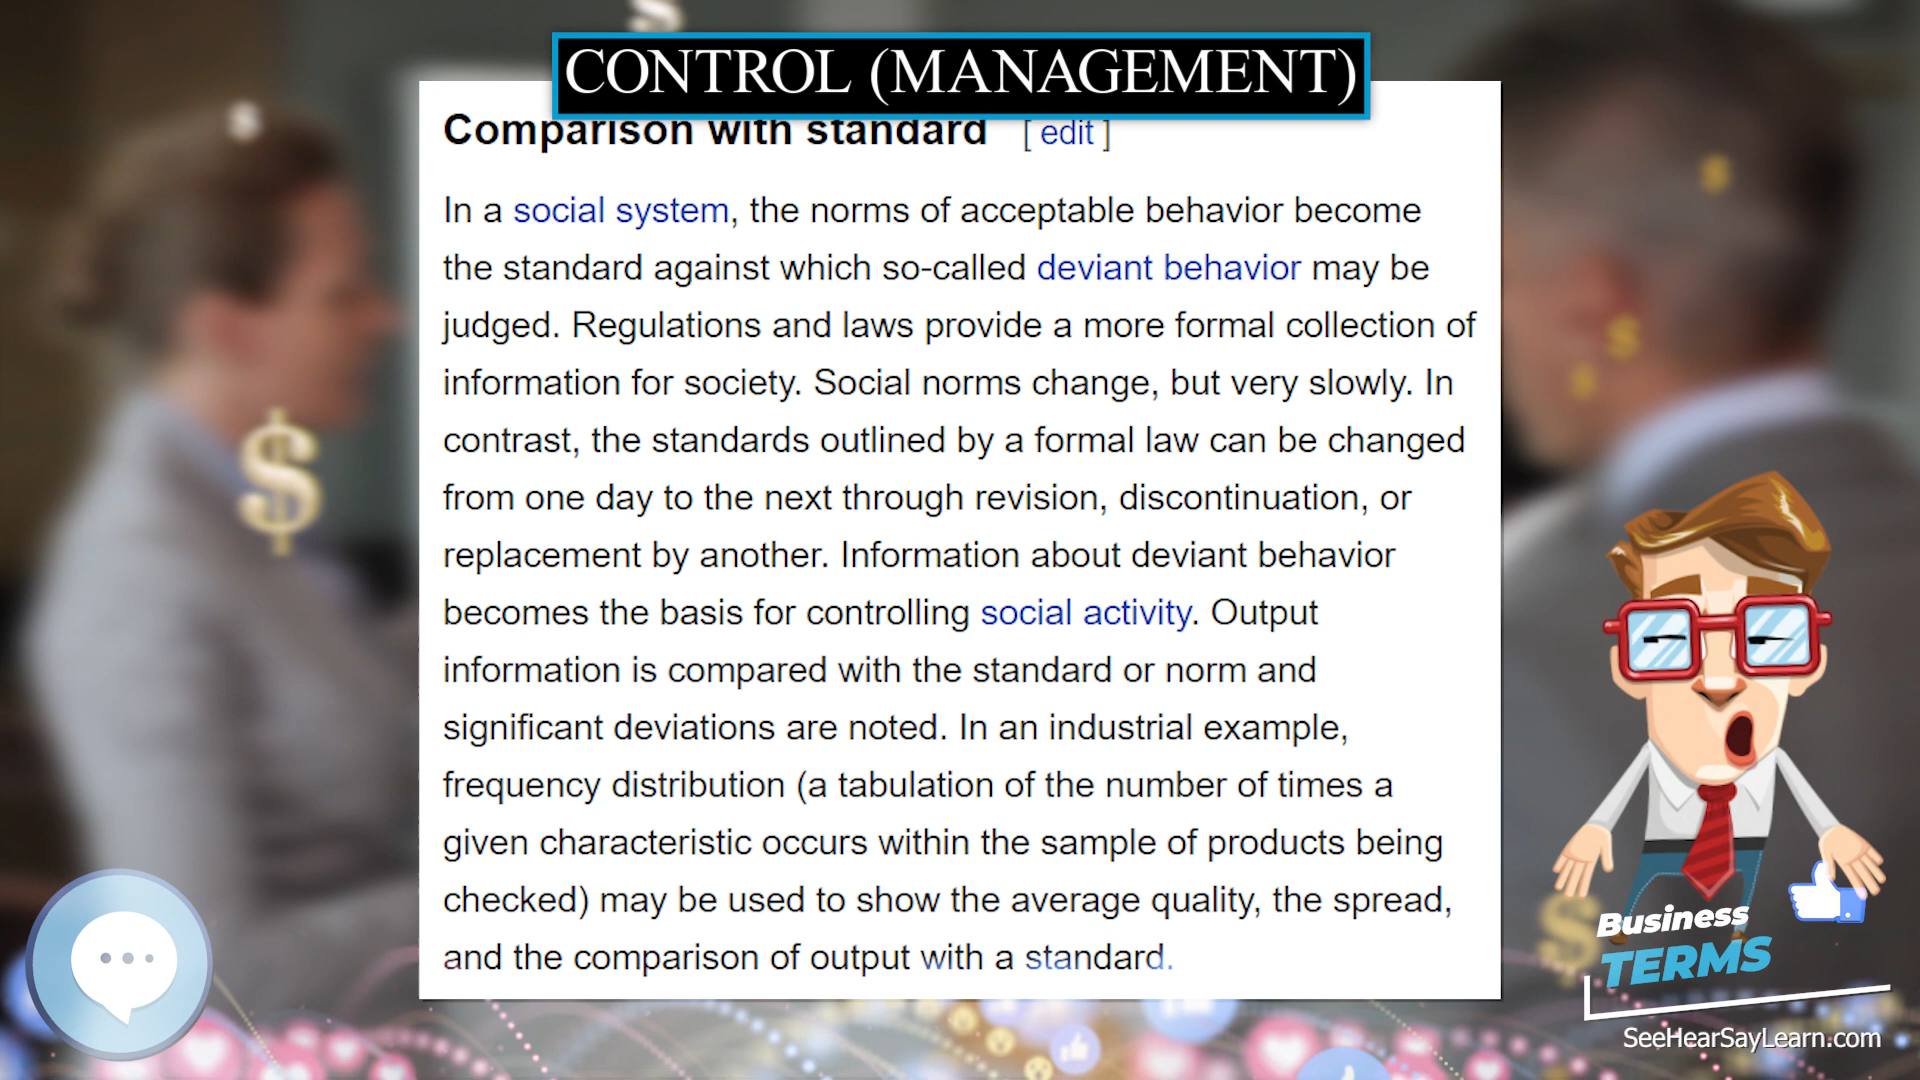 CONTROL (MANAGEMENT)
Comparison with standard [ edit ]
In a social system, the norms of acceptable behavior become
the standard against which so-called deviant behavior may be
judged. Regulations and laws provide a more formal collection of
information for society. Social norms change, but very slowly. In
contrast, the standards outlined by a formal law can be changed
from one day to the next through revision, discontinuation, or
replacement by another. Information about deviant behavior
becomes the basis for controlling social activity. Output
information is compared with the standard or norm and
significant deviations are noted. In an industrial example,
frequency distribution (a tabulation of the number of times a
given characteristic occurs within the sample of products being
checked) may be used to show the average quality, the spread,
and the comparison of output with a standard.
Business
TERMS
SeeHearSayLearn.com